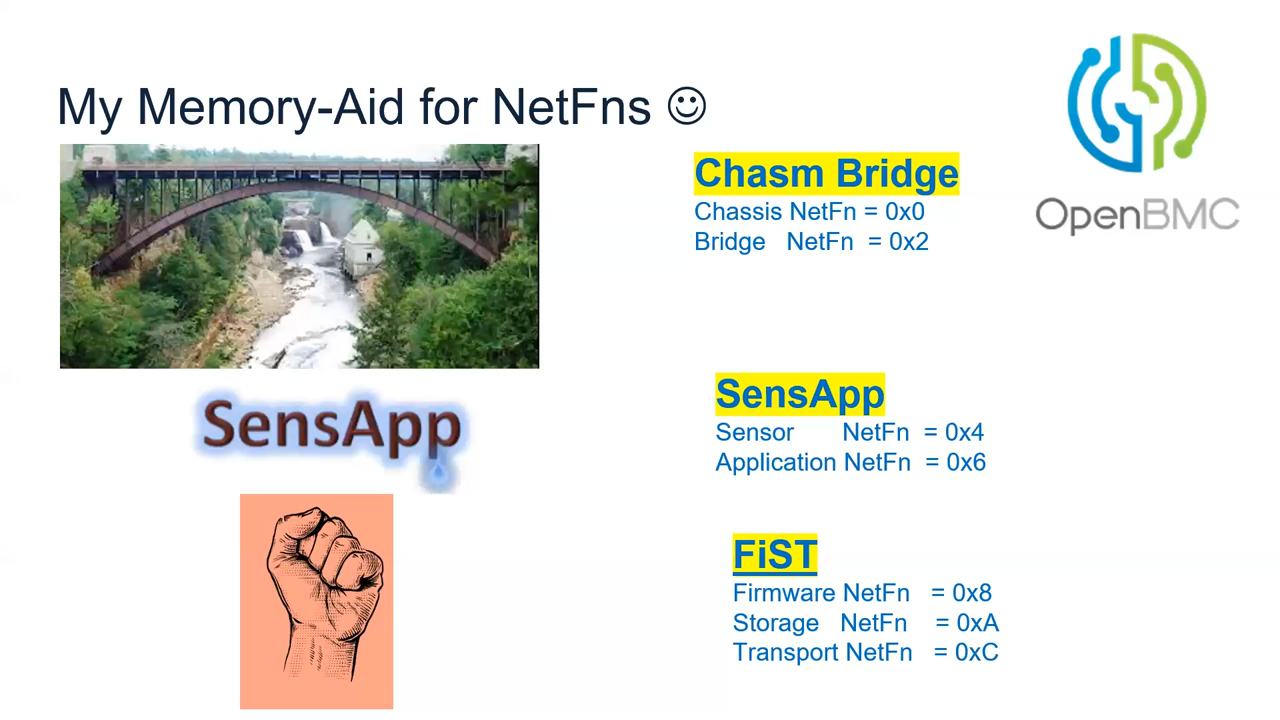 My Memory-Aid for NetFns ☺
Chasm Bridge
Chassis NetFn = 0x0
Bridge NetFn = 0x2
OpenBMC
SensApp
SensApp
Sensor NetFn = 0x4
Application NetFn = 0x6
FiST
Firmware NetFn = 0x8
Storage NetFn = 0xA
Transport NetFn = 0xC